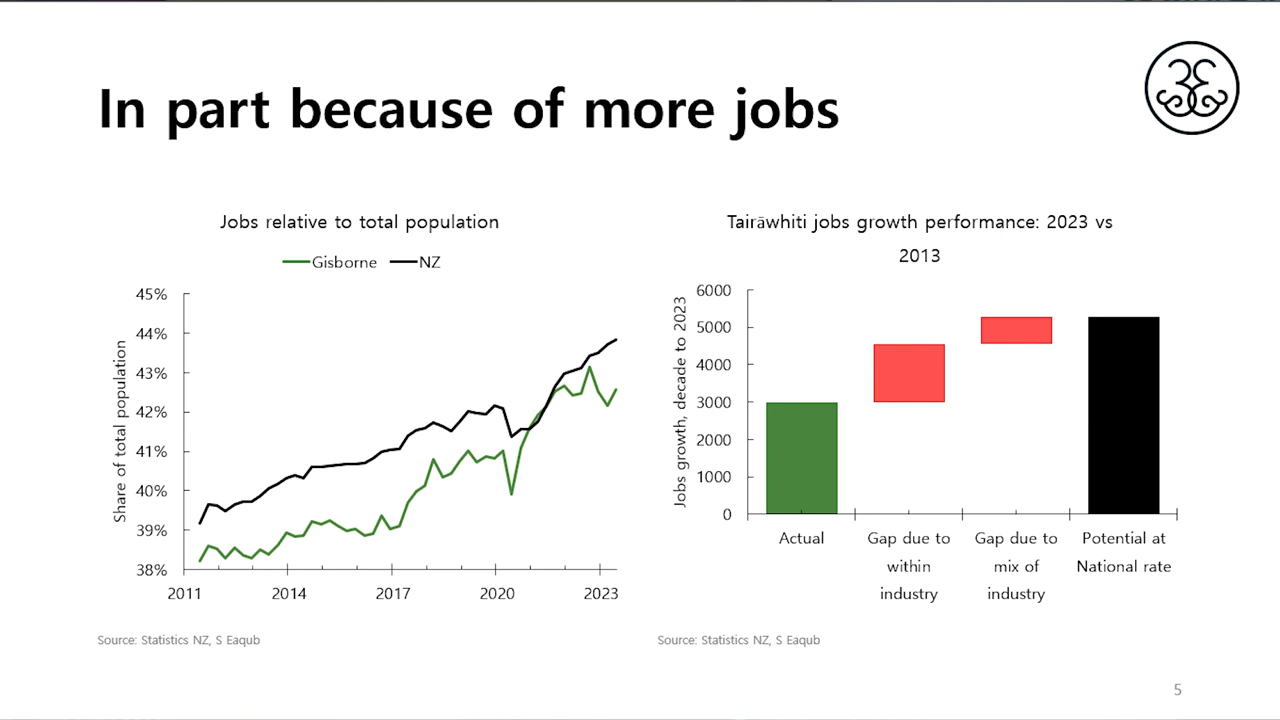 In part because of more jobs
Jobs relative to total population
Gisborne
NZ
Share of total population
45%
44%
43%
42%
41%
40%
39%
38%
2011
2014
2017
2020
2023
Source: Statistics NZ, S Eaqub
Tairāwhiti jobs growth performance: 2023 vs
2013
Jobs growth, decade to 2023
6000
5000
4000
3000
2000
1000
0
Actual
Gap due to
within
industry
Gap due to
mix of
industry
Potential at
National rate
Source: Statistics NZ, S Eaqub
5